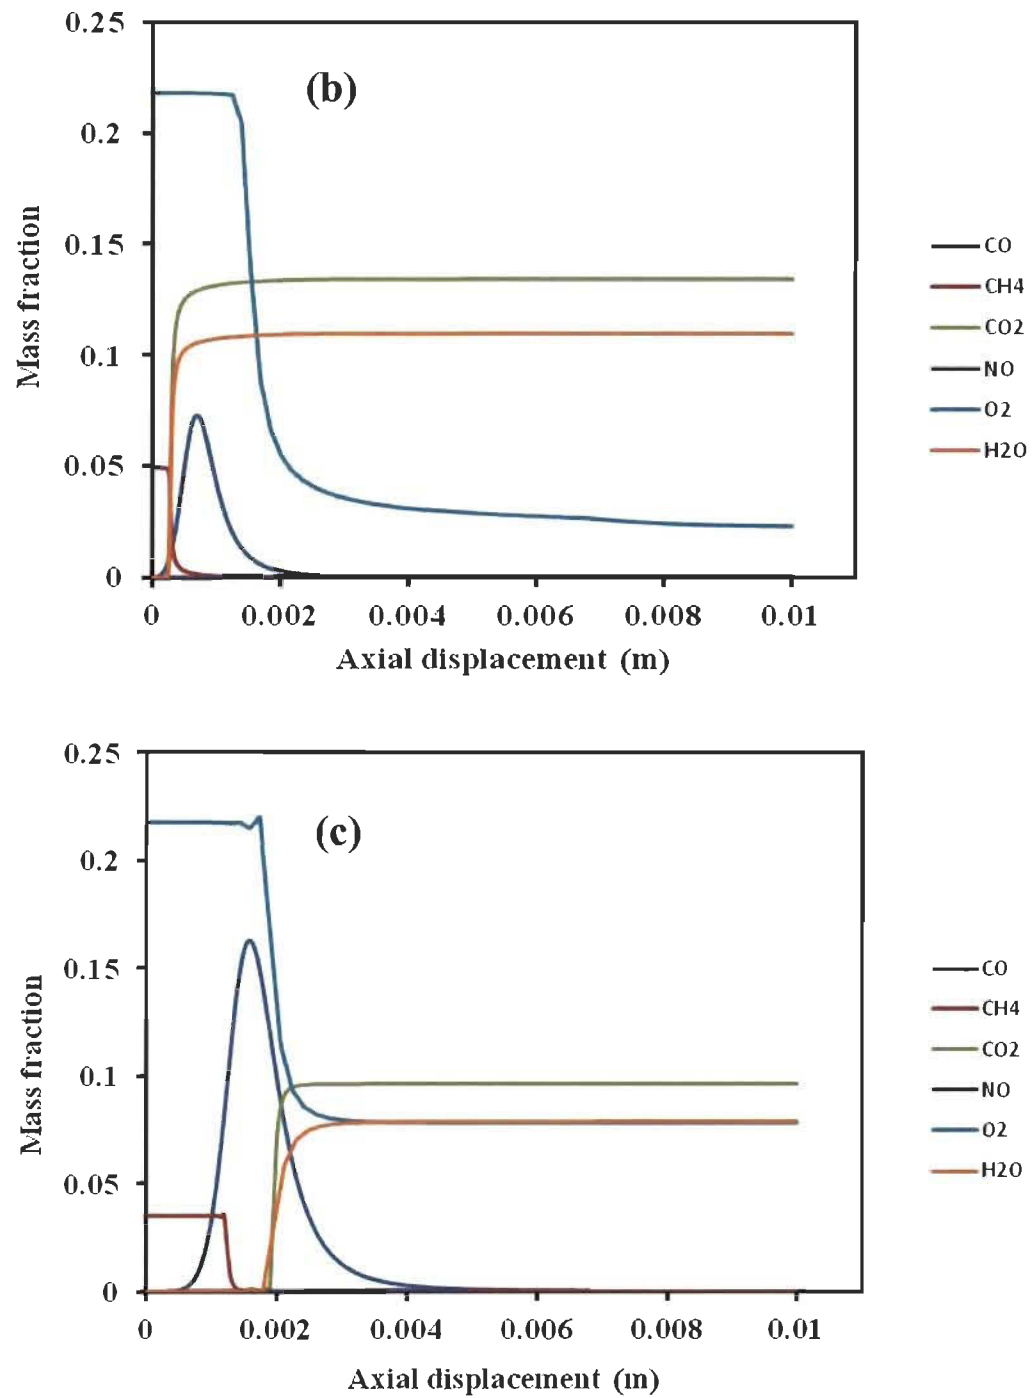 0.25
(b)
0.2
0.15
0.1
0.05
0
Mass fraction
0 0.002 0.004 0.006 0.008 0.01
Axial displacement (m)
CO
CH4
CO2
NO
O2
H2O
0.25
(c)
0.2
0.15
0.1
0.05
0
Mass fraction
0 0.002 0.004 0.006 0.008 0.01
Axial displacement (m)
CO
CH4
CO2
NO
O2
H2O